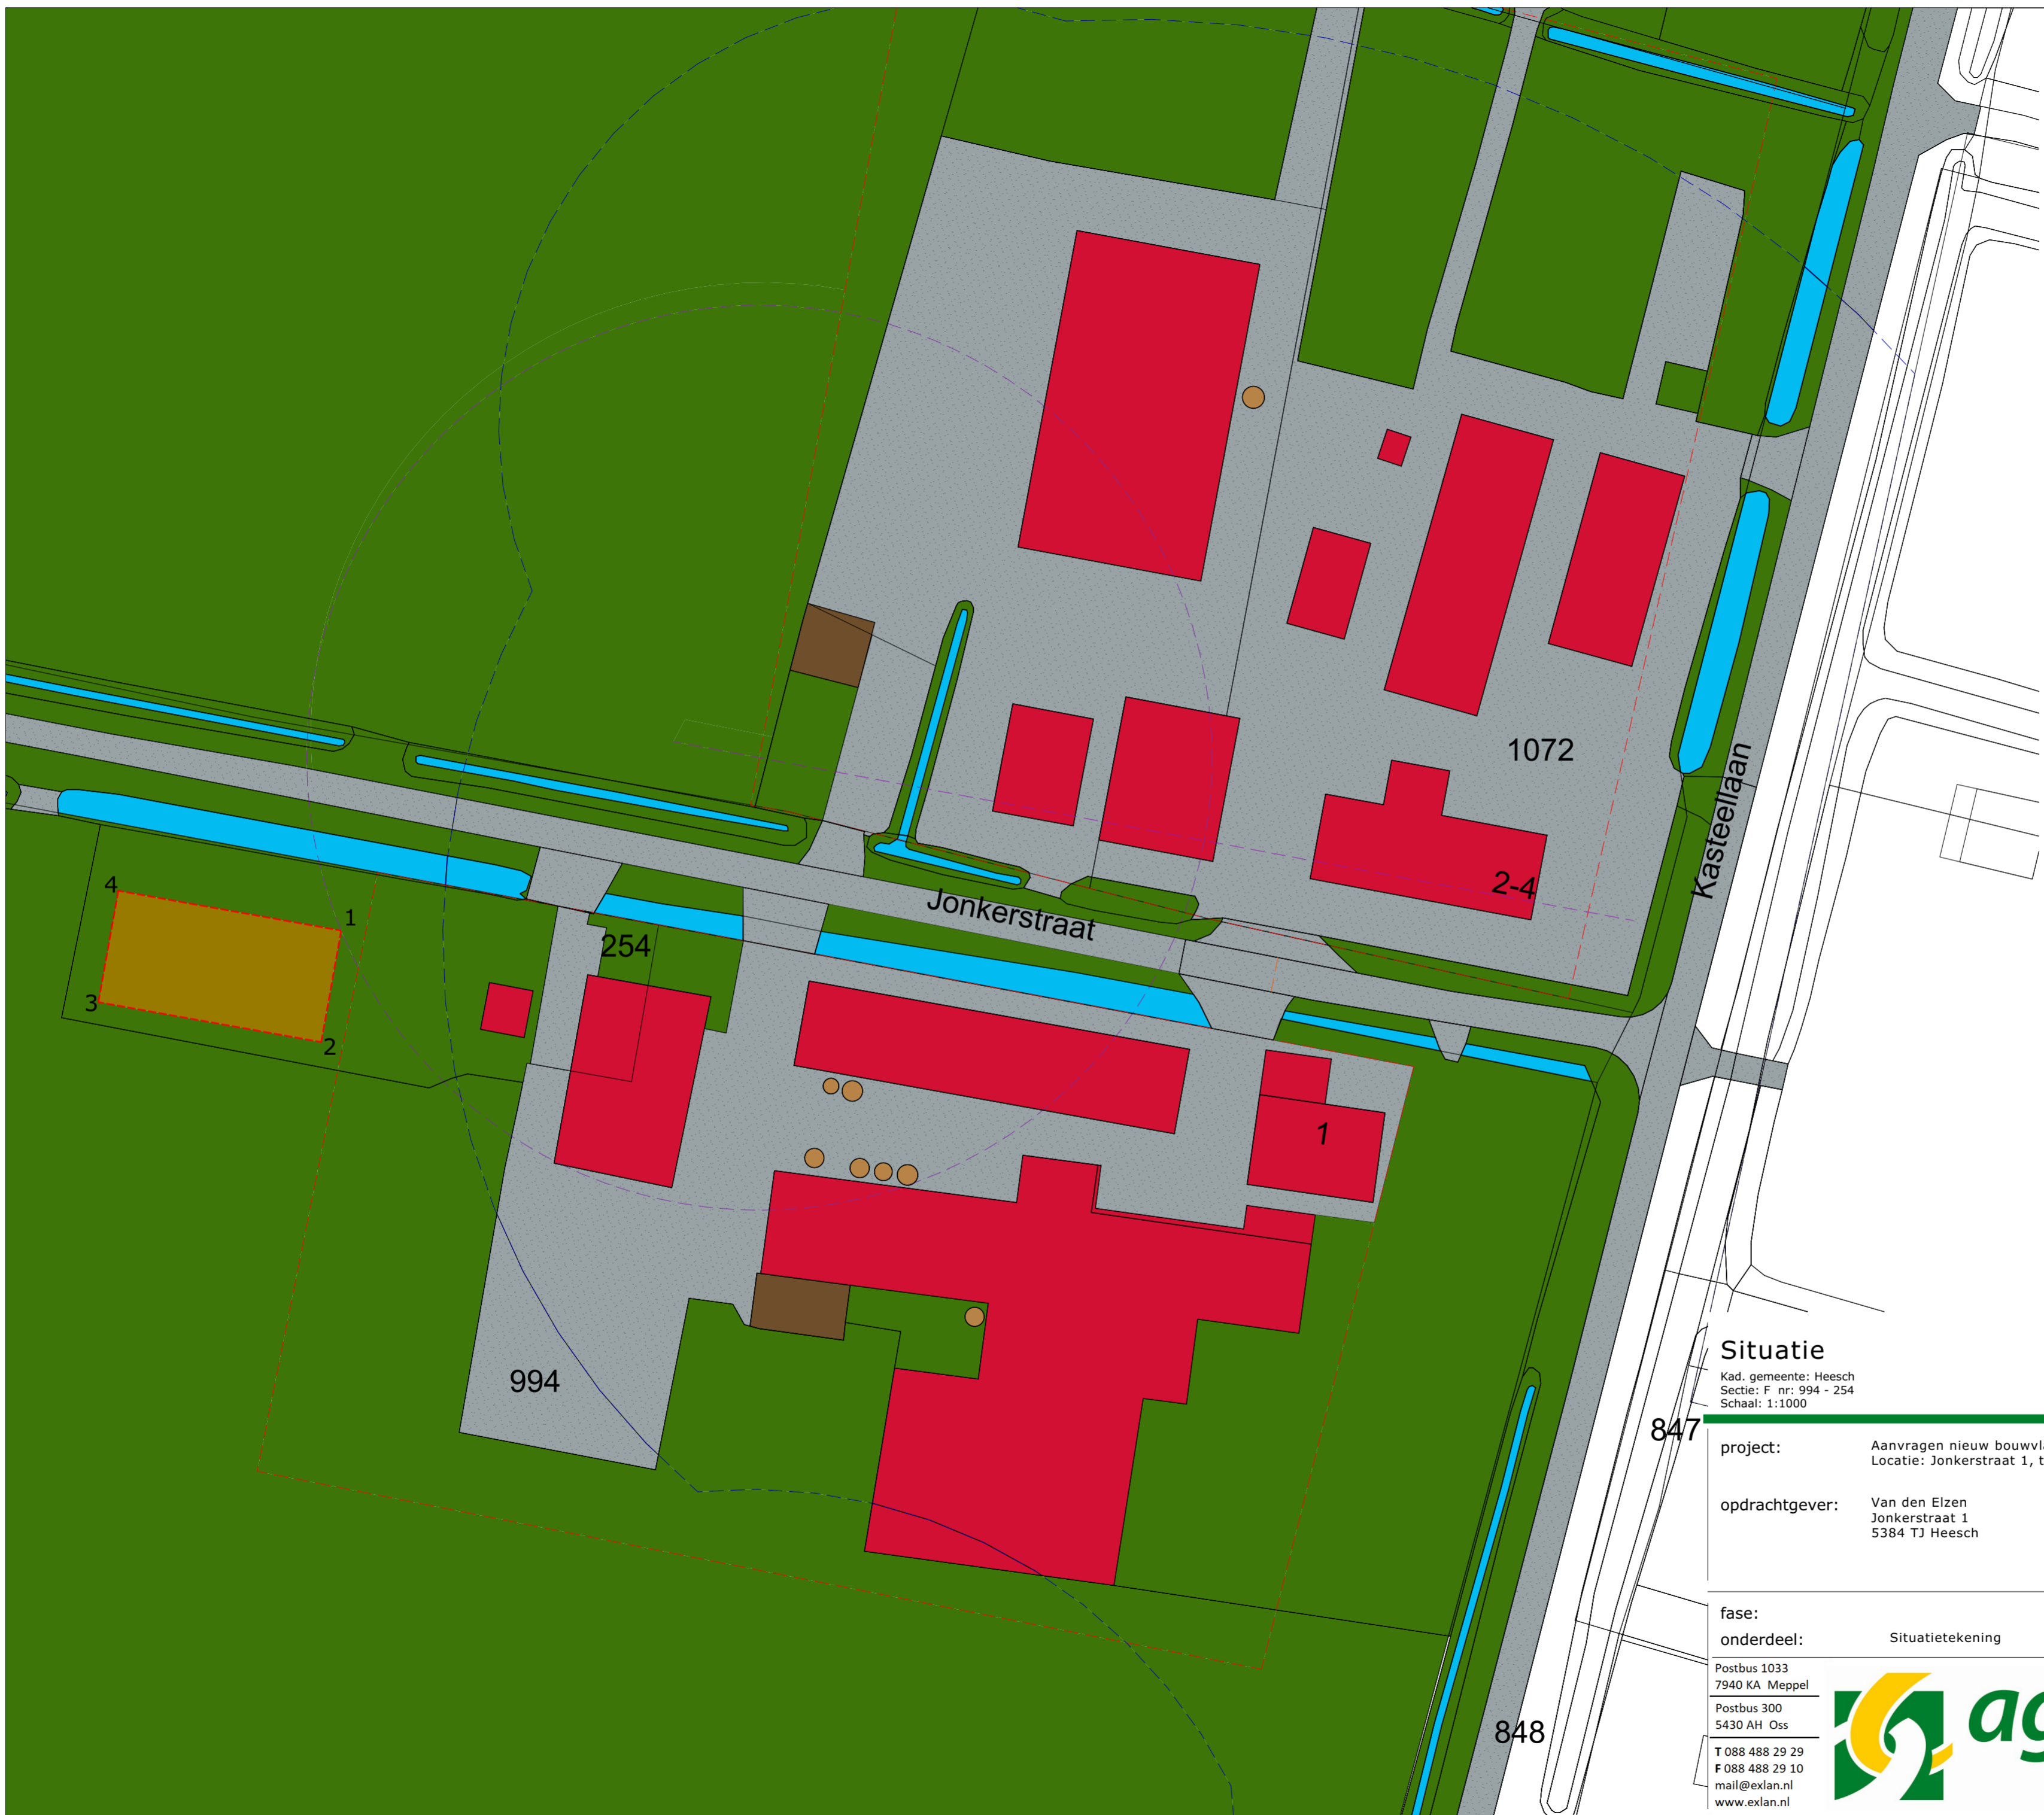 1072
Kasteellaan
2-4
4
1
Jonkerstraat
254
3
2
1
994
Situatie
Kad. gemeente: Heesch
Sectie: F nr: 994 - 254
Schaal: 1:1000
847
project:
Aanvragen nieuw
Locatie: Jonkerstraat 1,
opdrachtgever:
Van den Elzen
Jonkerstraat 1
5384 TJ Heesch
fase:
onderdeel:
Situatietekening
Postbus 1033
7940 KA Meppel
Postbus 300
5430 AH Oss
848
T 088 488 29 29
F 088 488 29 10
mail@exlan.nl
www.exlan.nl